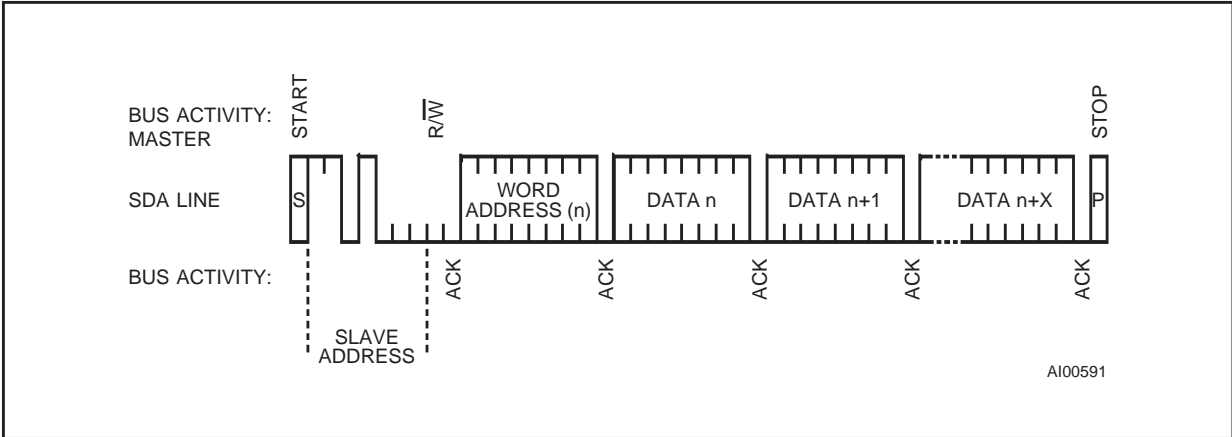 START
R/W
STOP
BUS ACTIVITY:
MASTER
SDA LINE
S
WORD
ADDRESS (n)
DATA n
DATA n+1
DATA n+X
P
BUS ACTIVITY:
ACK
ACK
ACK
ACK
ACK
SLAVE
ADDRESS
AI00591